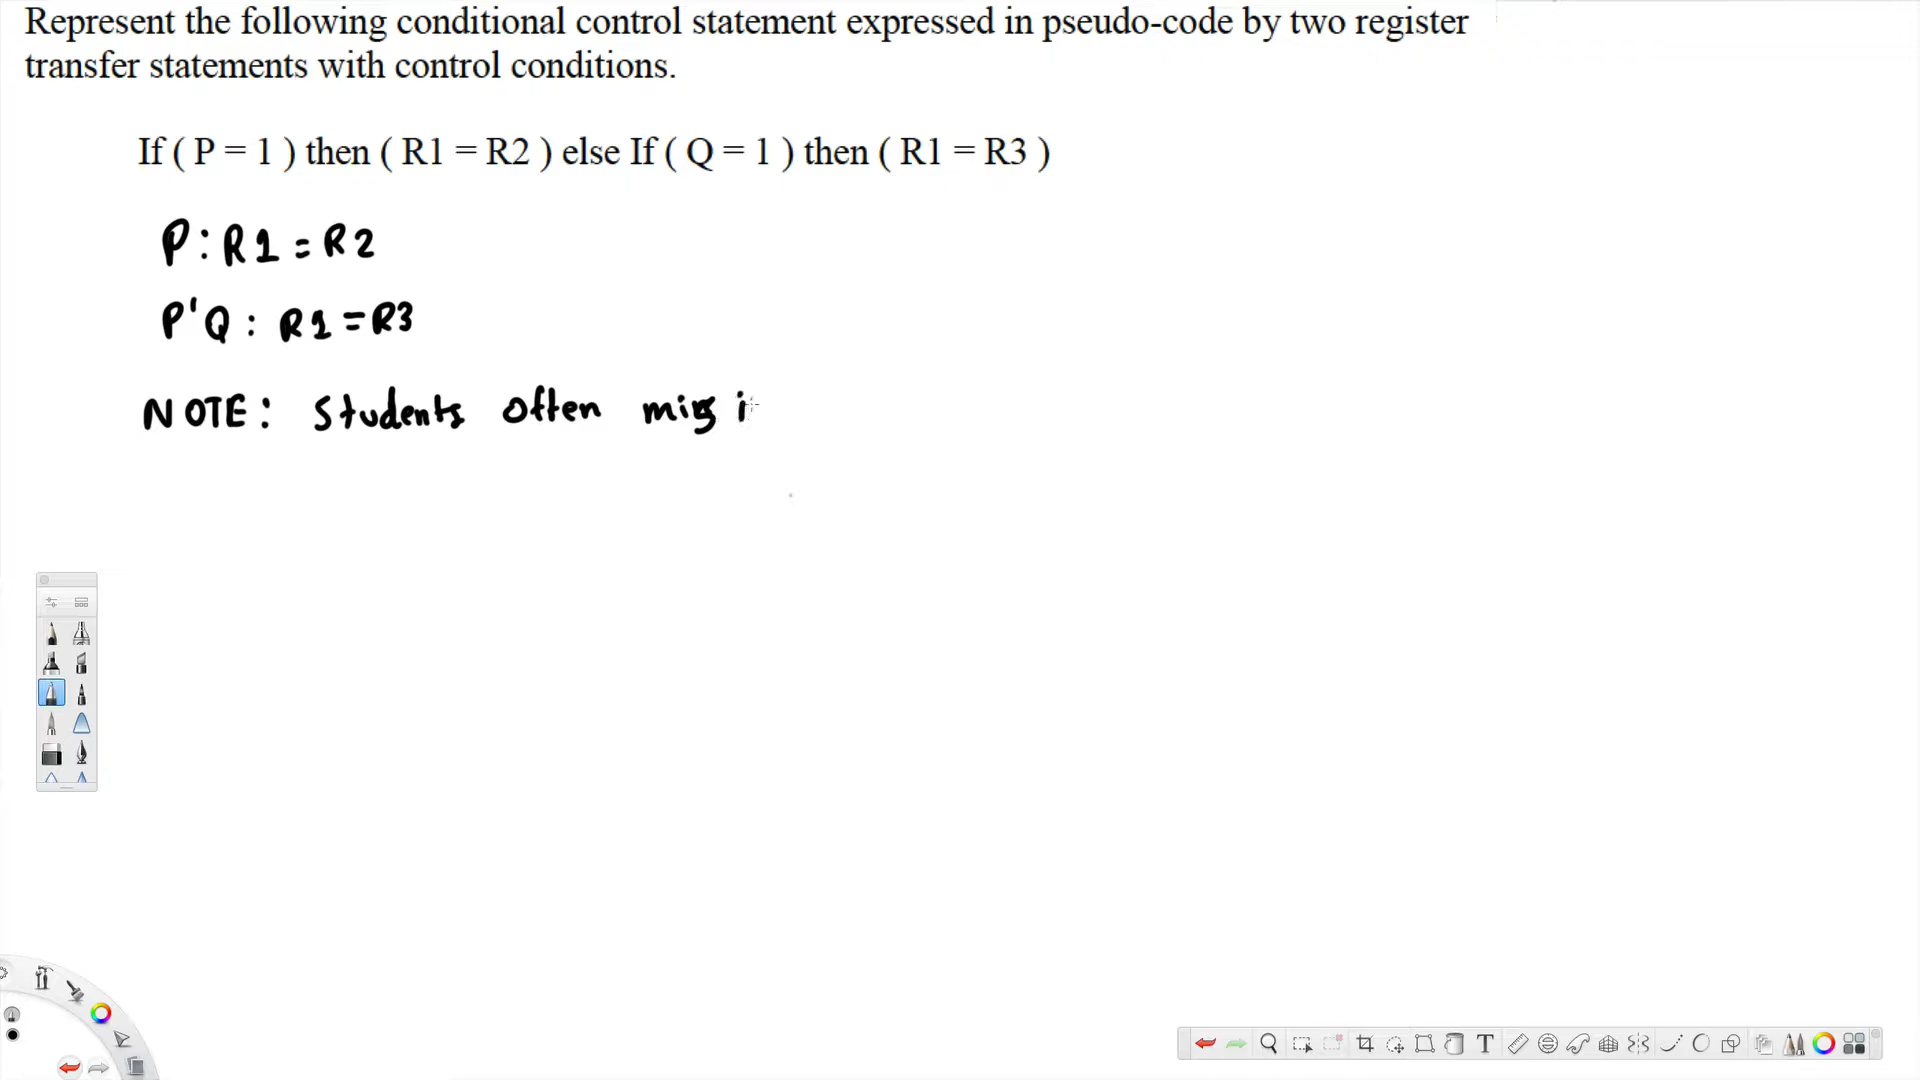 Represent the following conditional control statement expressed in pseudo-code by two register
transfer statements with control conditions.
If ( P = 1 ) then ( R1 = R2 ) else If ( Q = 1 ) then ( R1 = R3 )
P : R1 = R2
P'Q : R1 = R3
NOTE: Students often miss i
T